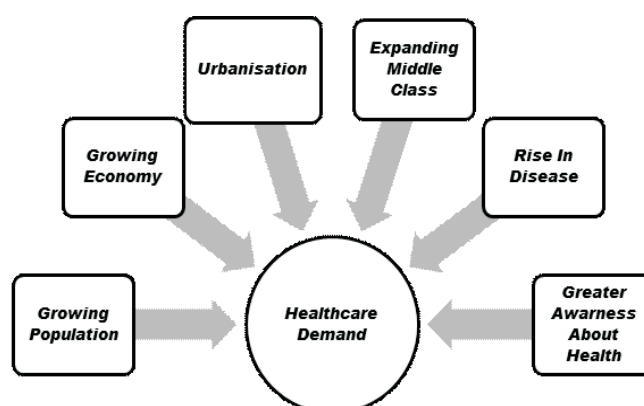 Urbanisation
Expanding
Middle
Class
Growing
Economy
Rise In
Disease
Growing
Population
Healthcare
Demand
Greater
Awarness
About
Health